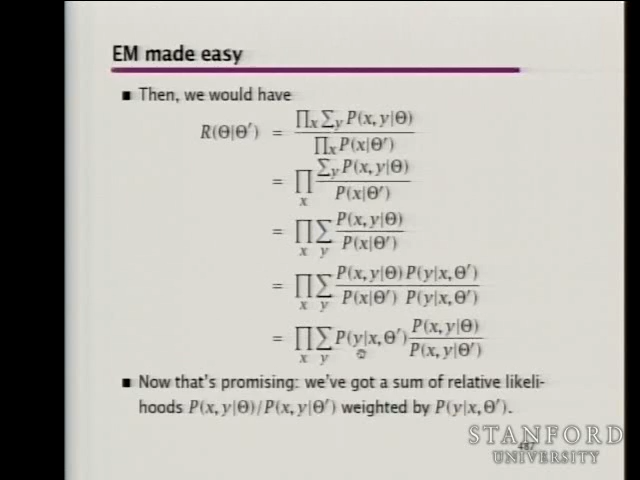 EM made easy
■ Then, we would have
R(Θ|Θ′) = ∏ₓ ∑ᵧ P(x, y|Θ) / ∏ₓ P(x|Θ′)
= ∏ₓ ∑ᵧ P(x, y|Θ) / P(x|Θ′)
= ∏ₓ ∑ᵧ P(x, y|Θ) / P(x|Θ′)
= ∏ₓ ∑ᵧ P(x, y|Θ) P(y|x, Θ′) / P(x|Θ′) P(y|x, Θ′)
= ∏ₓ ∑ᵧ P(y|x, Θ′) P(x, y|Θ) / P(x, y|Θ′)
■ Now that's promising: we've got a sum of relative likeli-
hoods P(x, y|Θ)/P(x, y|Θ′) weighted by P(y|x, Θ′).
STANFORD
UNIVERSITY